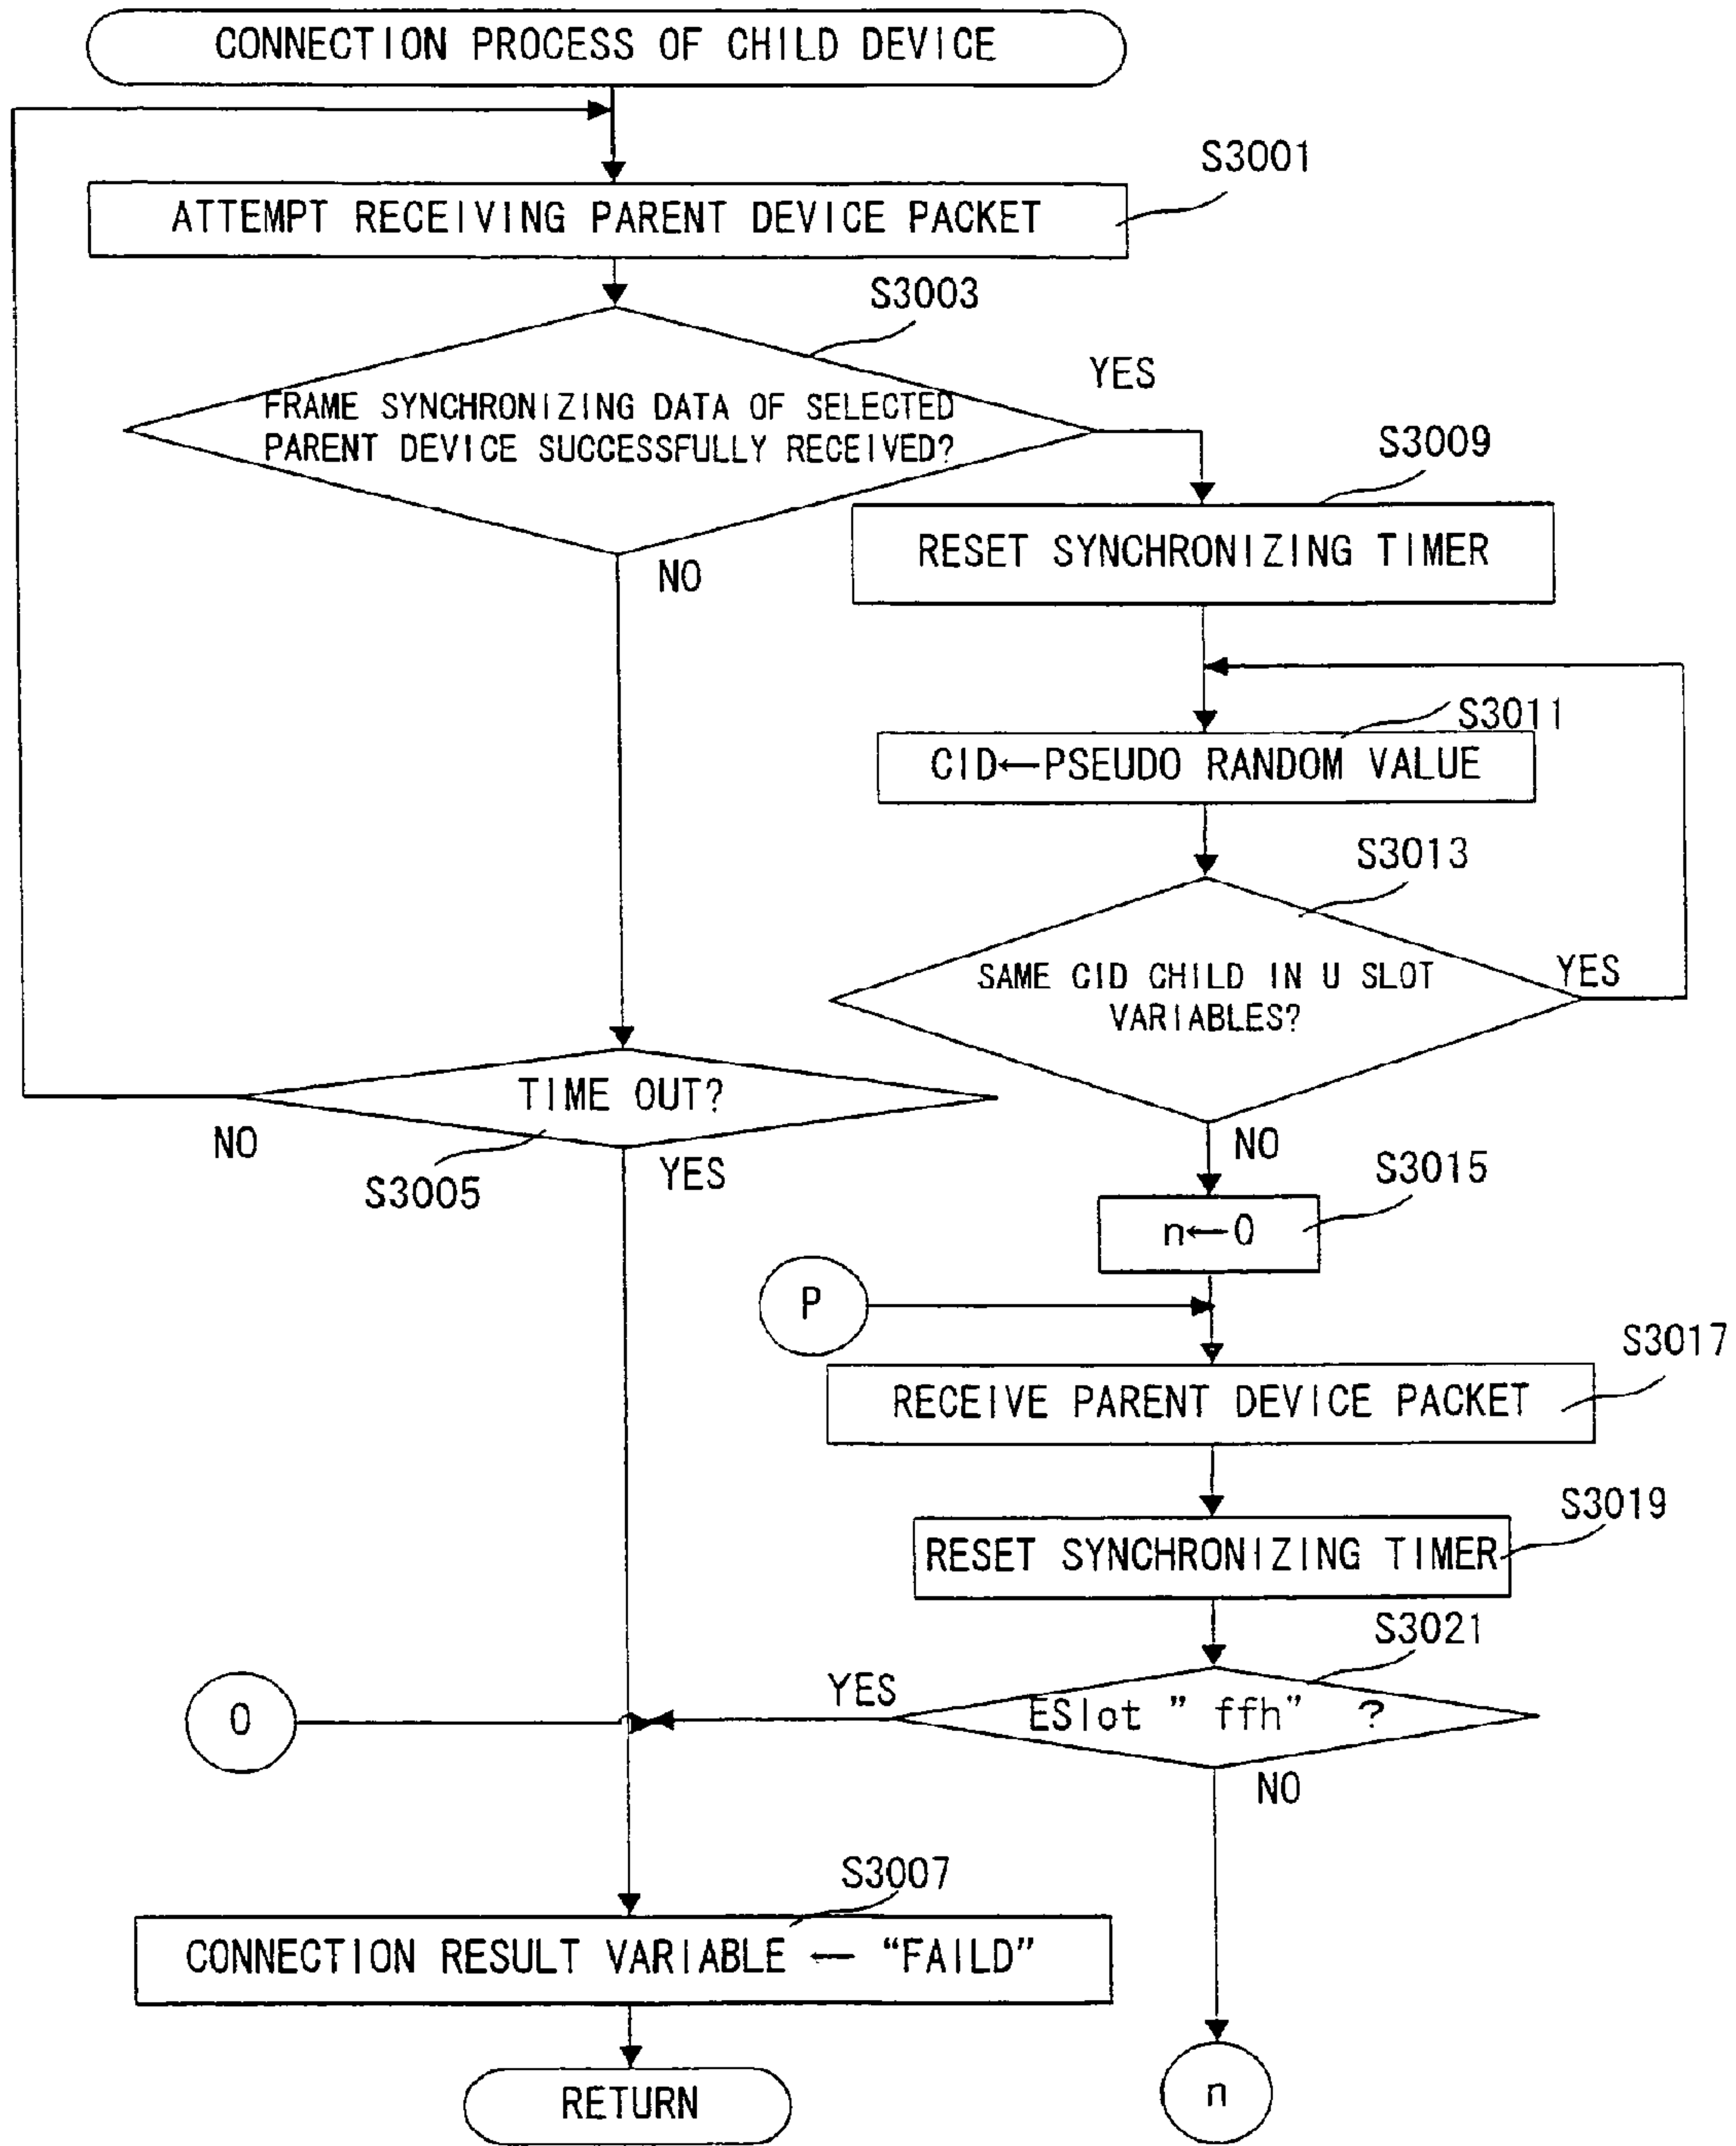 CONNECTION PROCESS OF CHILD DEVICE
S3001
ATTEMPT RECEIVING PARENT DEVICE PACKET
S3003
YES
FRAME SYNCHRONIZING DATA OF SELECTED
PARENT DEVICE SUCCESSFULLY RECEIVED?
NO
S3009
RESET SYNCHRONIZING TIMER
S3011
CID←PSEUDO RANDOM VALUE
S3013
SAME CID CHILD IN U SLOT
VARIABLES?
YES
NO
TIME OUT?
NO
S3005
YES
S3015
n←0
P
S3017
RECEIVE PARENT DEVICE PACKET
S3019
RESET SYNCHRONIZING TIMER
S3021
ESlot ” ffh” ?
YES
NO
O
S3007
CONNECTION RESULT VARIABLE ← “FAILD”
RETURN
n